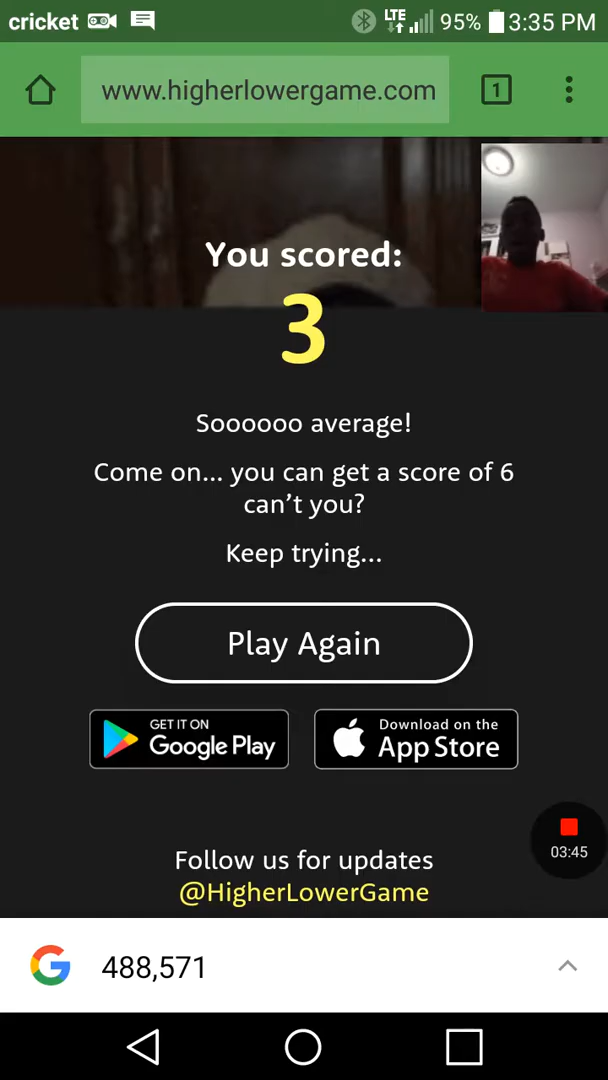 cricket LTE 95% 3:35 PM
www.higherlowergame.com 1
You scored:
3
Soooooo average!
Come on... you can get a score of 6
can't you?
Keep trying...
Play Again
GET IT ON
Google Play
Download on the
App Store
03:45
Follow us for updates
@HigherLowerGame
G 488,571